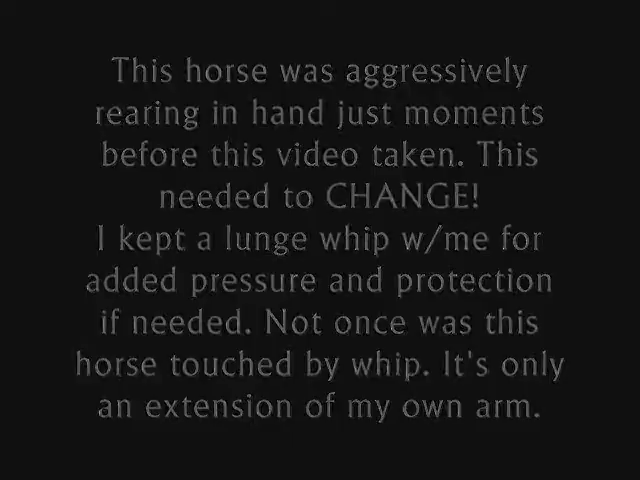 This horse was aggressively
rearing in hand just moments
before this video taken. This
needed to CHANGE!
I kept a lunge whip w/me for
added pressure and protection
if needed. Not once was this
horse touched by whip. It's only
an extension of my own arm.